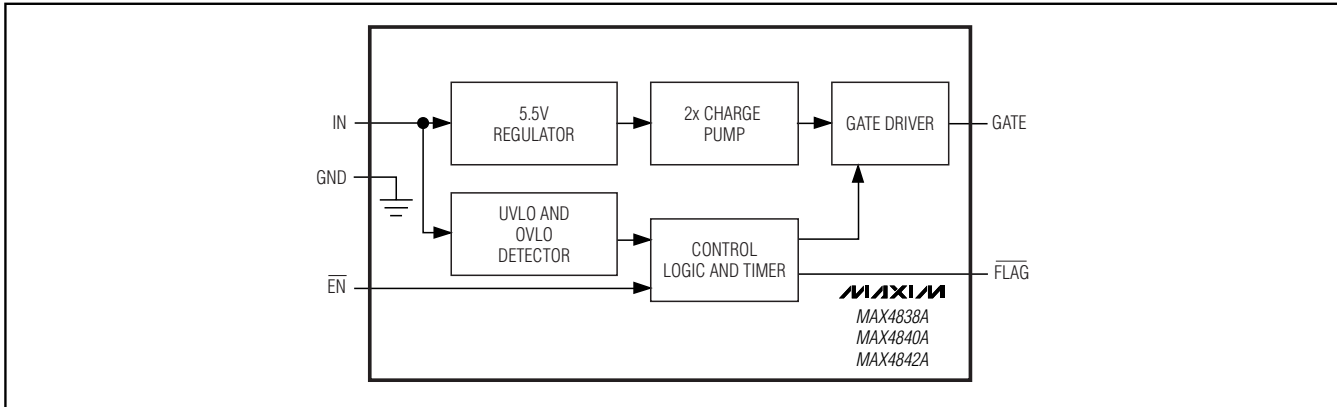 5.5V
REGULATOR
2x CHARGE
PUMP
GATE DRIVER
IN
GATE
GND
UVLO AND
OVLO
DETECTOR
CONTROL
LOGIC AND TIMER
EN
FLAG
MAXIM
MAX4838A
MAX4840A
MAX4842A